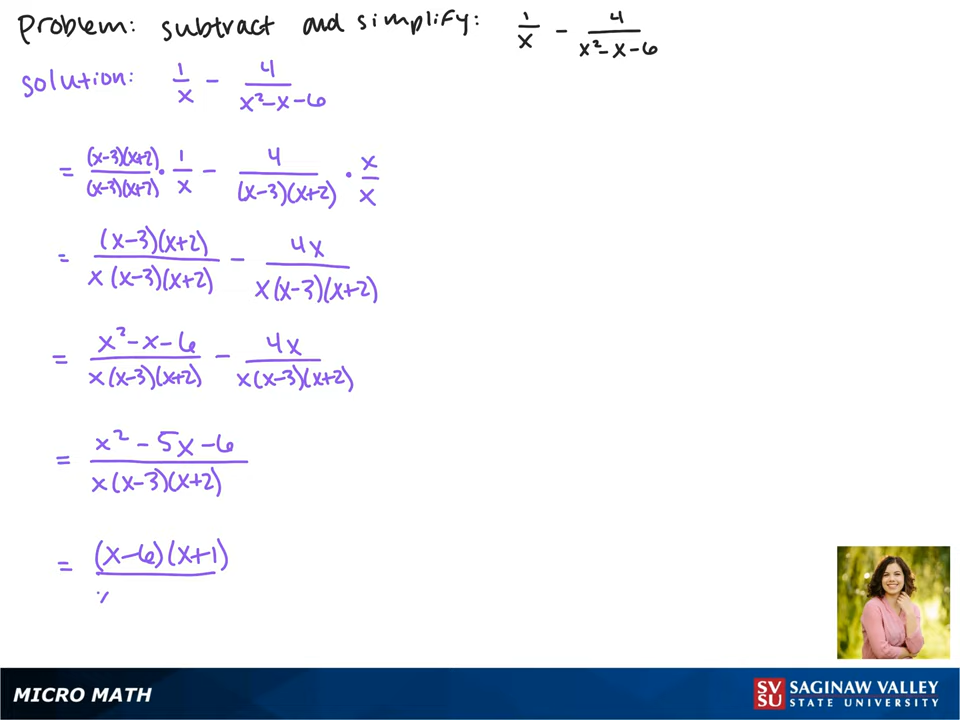 problem: subtract and simplify: 1/x - 4/(x²-x-6)
solution: 1/x - 4/(x²-x-6)
= (x-3)(x+2)/(x-3)(x+2) · 1/x - 4/(x-3)(x+2) · x/x
= (x-3)(x+2)/x(x-3)(x+2) - 4x/x(x-3)(x+2)
= x²-x-6/x(x-3)(x+2) - 4x/x(x-3)(x+2)
= x²-5x-6/x(x-3)(x+2)
= (x-6)(x+1)/
MICRO MATH
SVSU SAGINAW VALLEY
STATE UNIVERSITY